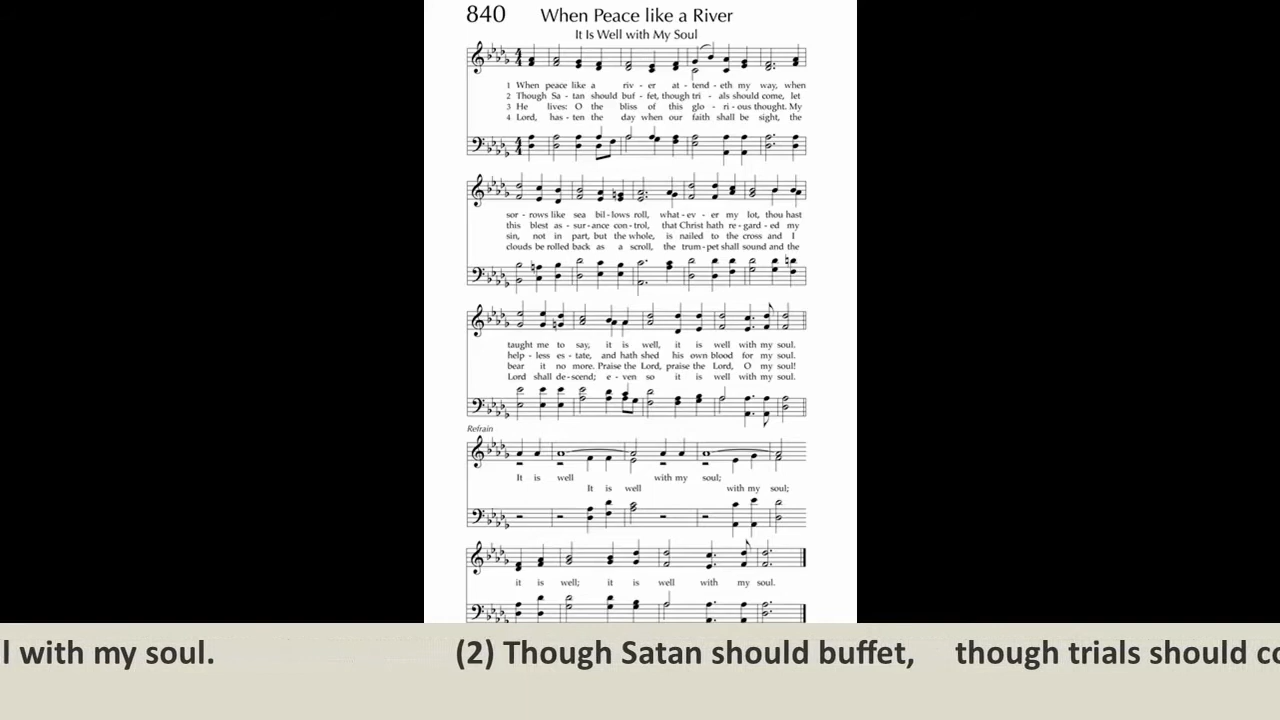 840 When Peace like a River
It Is Well with My Soul
1 When peace like a riv - er at - tend - eth my way, when
2 Though Sa - tan should buf - fet, though tri - als should come, let
3 He lives: O the bliss of this glo - ri - ous thought. My
4 Lord, has - ten the day when our faith shall be sight, the
sor - rows like sea bil - lows roll, what - ev - er my lot, thou hast
this blest as - sur - ance con - trol, that Christ hath re - gard - ed my
sin, not in part, but the whole, is nailed to the cross and I
clouds be rolled back as a scroll, the trum - pet shall sound and the
taught me to say, it is well, it is well with my soul.
help - less es - tate, and hath shed his own blood for my soul.
bear it no more. Praise the Lord, praise the Lord, O my soul!
Lord shall de - scend; e - ven so it is well with my soul.
Refrain
It is well with my soul;
It is well with my soul;
it is well; it is well with my soul.
l with my soul. (2) Though Satan should buffet, though trials should co